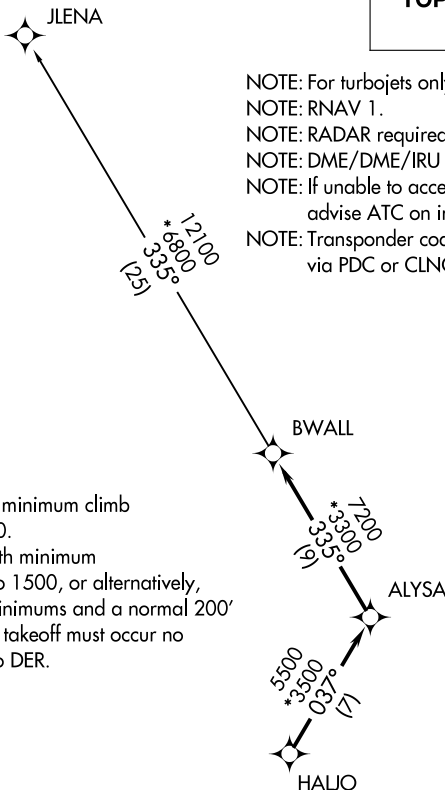 JLENA
TOP
NOTE: For turbojets only
NOTE: RNAV 1.
NOTE: RADAR required
NOTE: DME/DME/IRU
NOTE: If unable to acce
advise ATC on in
NOTE: Transponder cod
via PDC or CLNC
12100
*6800
335°
(25)
BWALL
minimum climb
0.
th minimum
o 1500, or alternatively,
inimums and a normal 200'
takeoff must occur no
o DER.
7200
*3300
335°
(9)
ALYSA
5500
*3500
037°
(7)
HALJO